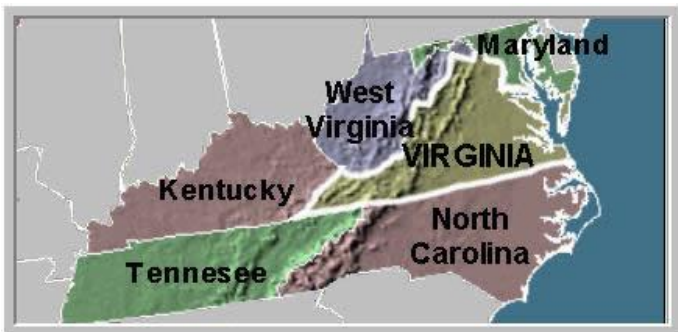 Maryland
West
Virginia
VIRGINIA
Kentucky
North
Carolina
Tennesee